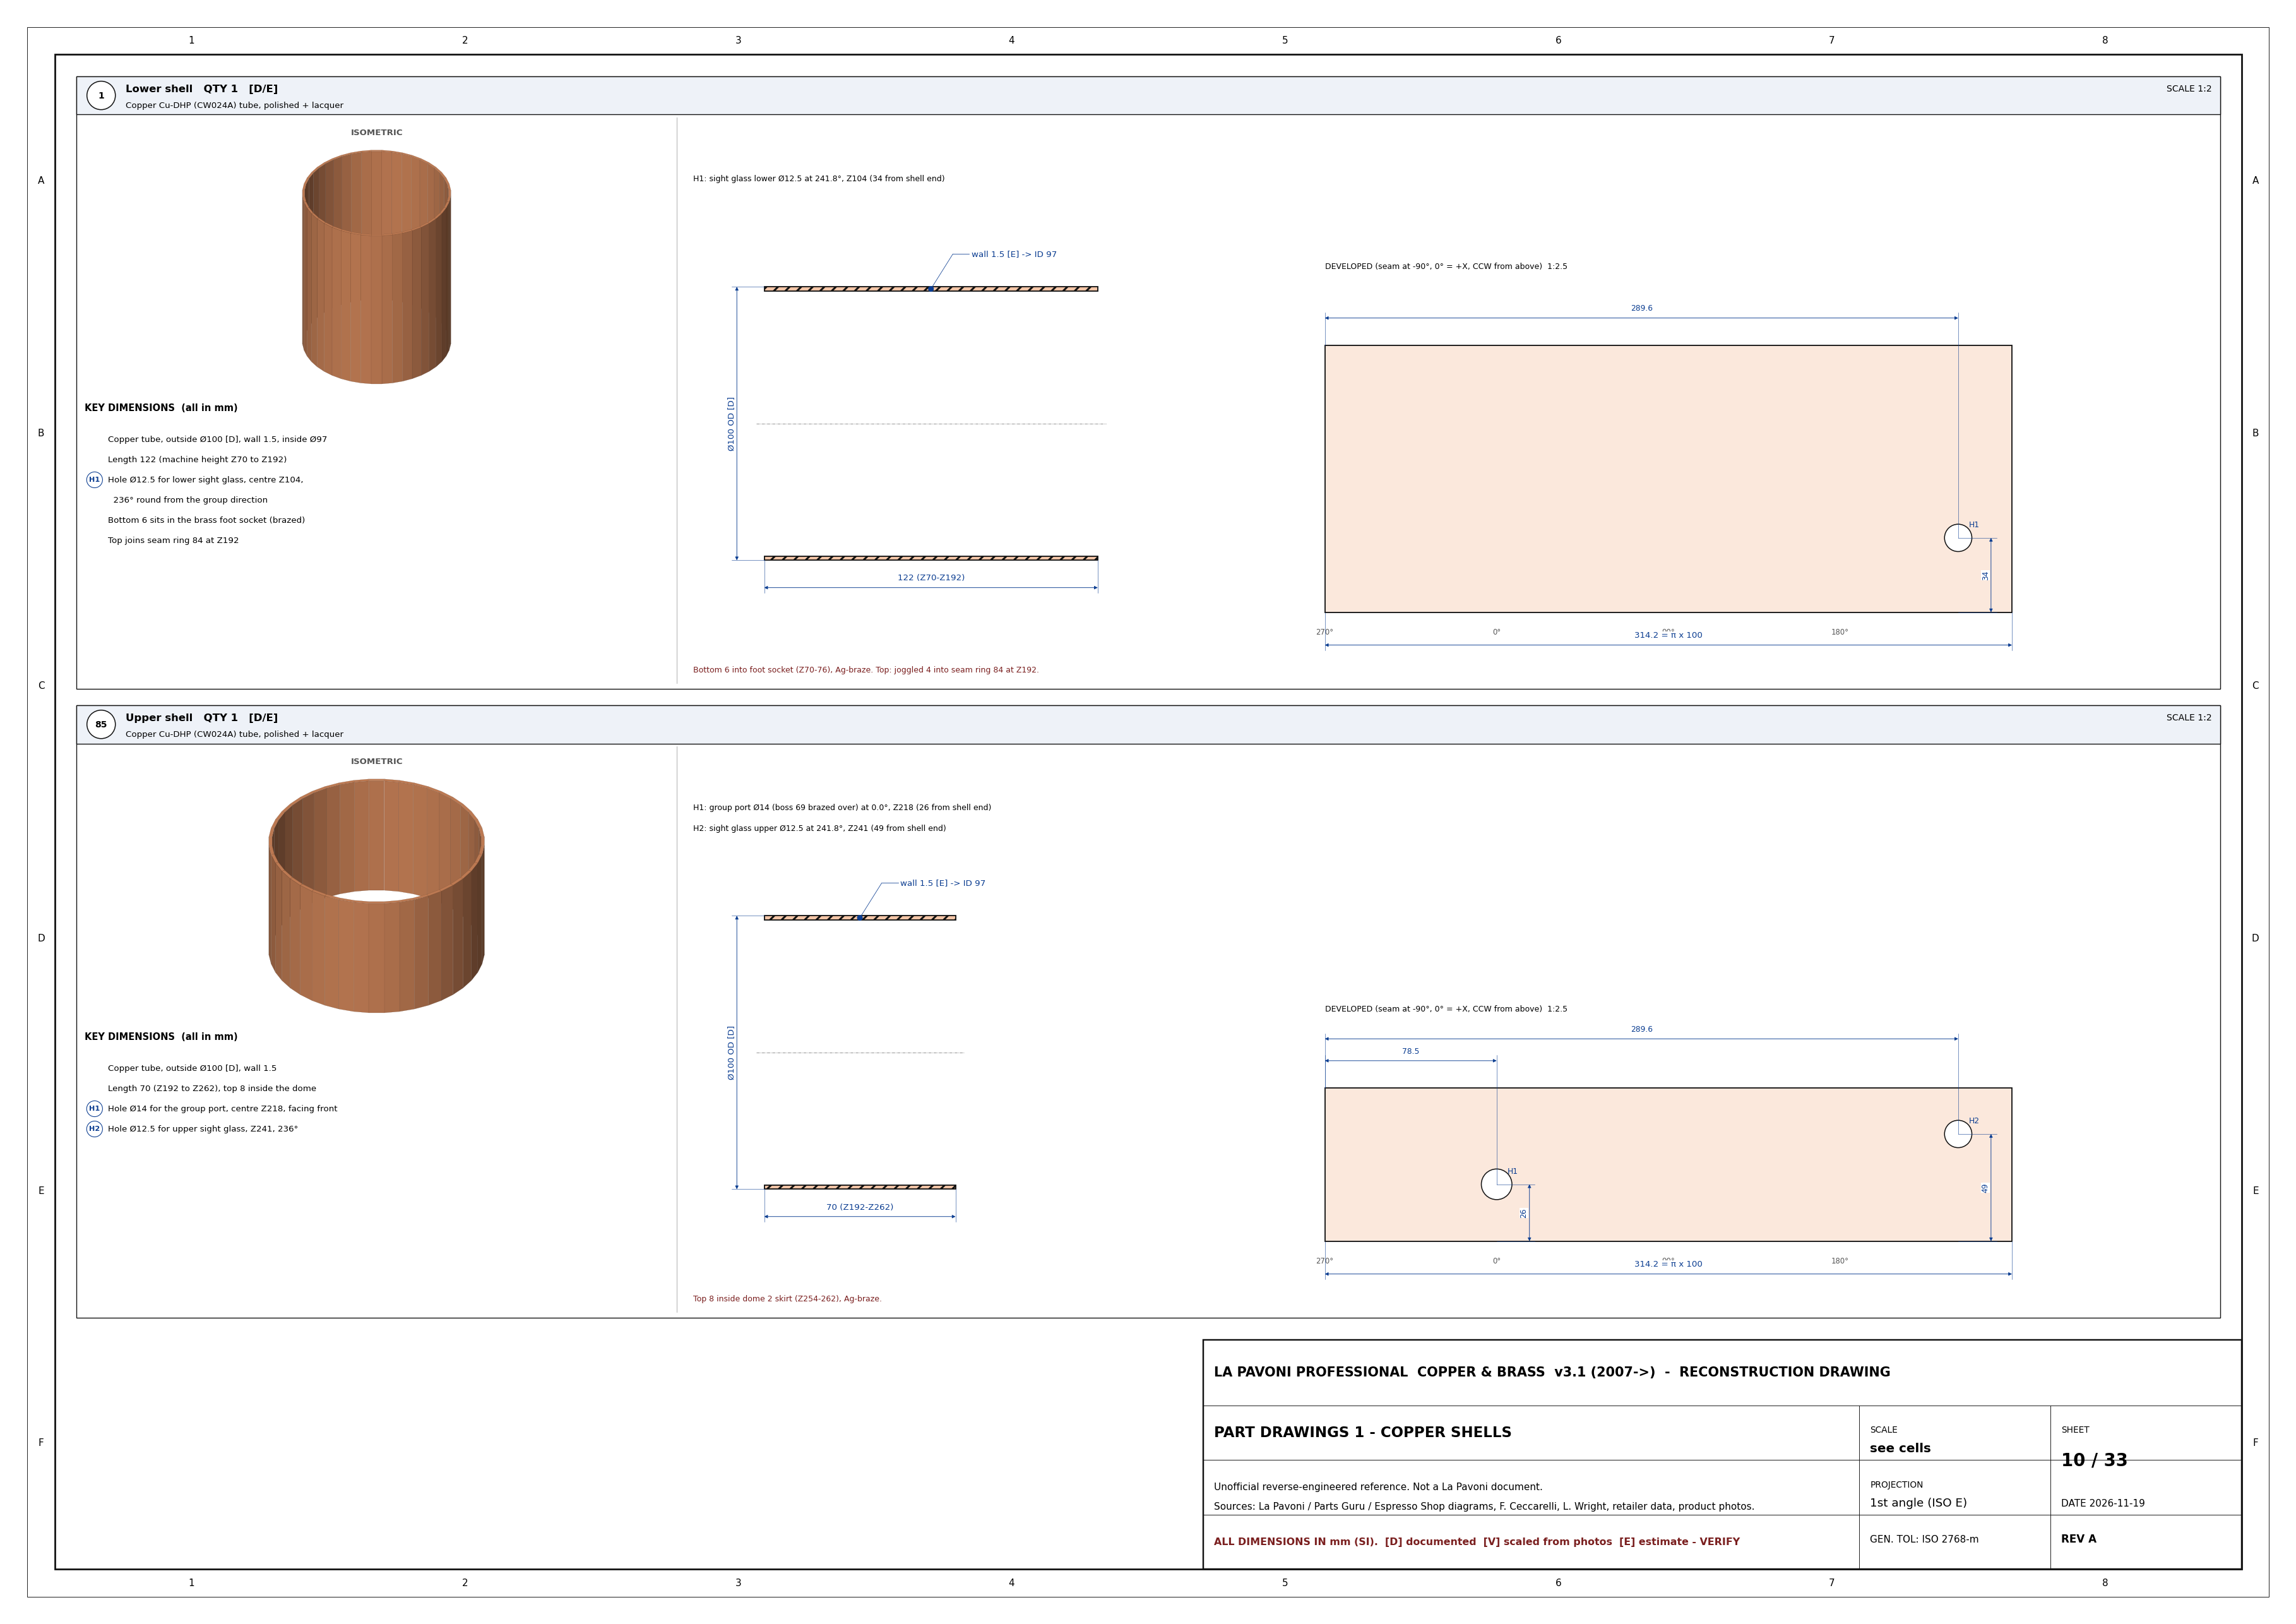 1 2 3 4 5 6 7 8
A A
B B
C C
D D
E E
F F
1 Lower shell QTY 1 [D/E] SCALE 1:2
Copper Cu-DHP (CW024A) tube, polished + lacquer
ISOMETRIC
KEY DIMENSIONS (all in mm)
Copper tube, outside Ø100 [D], wall 1.5, inside Ø97
Length 122 (machine height Z70 to Z192)
H1 Hole Ø12.5 for lower sight glass, centre Z104,
236° round from the group direction
Bottom 6 sits in the brass foot socket (brazed)
Top joins seam ring 84 at Z192
H1: sight glass lower Ø12.5 at 241.8°, Z104 (34 from shell end)
wall 1.5 [E] -> ID 97
Ø100 OD [D]
122 (Z70-Z192)
DEVELOPED (seam at -90°, 0° = +X, CCW from above) 1:2.5
289.6
H1
34
270° 0° 180°
314.2 = π x 100
Bottom 6 into foot socket (Z70-76), Ag-braze. Top: joggled 4 into seam ring 84 at Z192.
85 Upper shell QTY 1 [D/E] SCALE 1:2
Copper Cu-DHP (CW024A) tube, polished + lacquer
ISOMETRIC
KEY DIMENSIONS (all in mm)
Copper tube, outside Ø100 [D], wall 1.5
Length 70 (Z192 to Z262), top 8 inside the dome
H1 Hole Ø14 for the group port, centre Z218, facing front
H2 Hole Ø12.5 for upper sight glass, Z241, 236°
H1: group port Ø14 (boss 69 brazed over) at 0.0°, Z218 (26 from shell end)
H2: sight glass upper Ø12.5 at 241.8°, Z241 (49 from shell end)
wall 1.5 [E] -> ID 97
Ø100 OD [D]
70 (Z192-Z262)
DEVELOPED (seam at -90°, 0° = +X, CCW from above) 1:2.5
289.6
78.5
H2
H1
49
26
270° 0° 180°
314.2 = π x 100
Top 8 inside dome 2 skirt (Z254-262), Ag-braze.
LA PAVONI PROFESSIONAL COPPER & BRASS v3.1 (2007->) - RECONSTRUCTION DRAWING
PART DRAWINGS 1 - COPPER SHELLS
SCALE
see cells
SHEET
10 / 33
Unofficial reverse-engineered reference. Not a La Pavoni document.
Sources: La Pavoni / Parts Guru / Espresso Shop diagrams, F. Ceccarelli, L. Wright, retailer data, product photos.
PROJECTION
1st angle (ISO E)
DATE 2026-11-19
ALL DIMENSIONS IN mm (SI). [D] documented [V] scaled from photos [E] estimate - VERIFY
GEN. TOL: ISO 2768-m
REV A
1 2 3 4 5 6 7 8